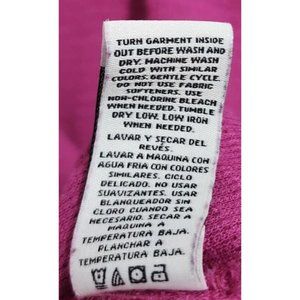 TURN GARMENT INSIDE
OUT BEFORE WASH AND
DRY. MACHINE WASH
COLD WITH SIMILAR
COLORS. GENTLE CYCLE.
DO NOT USE FABRIC
SOFTENERS. USE
NON-CHLORINE BLEACH
WHEN NEEDED. TUMBLE
DRY LOW. LOW IRON
WHEN NEEDED.
LAVAR Y SECAR DEL
REVÉS.
LAVAR A MÁQUINA CON
AGUA FRIA CON COLORES
SIMILARES. CICLO
DELICADO. NO USAR
SUAVIZANTES. USAR
BLANQUEADOR SIN
CLORO CUANDO SEA
NECESARIO. SECAR A
MÁQUINA A
TEMPERATURA BAJA.
PLANCHAR A
TEMPERATURA BAJA.